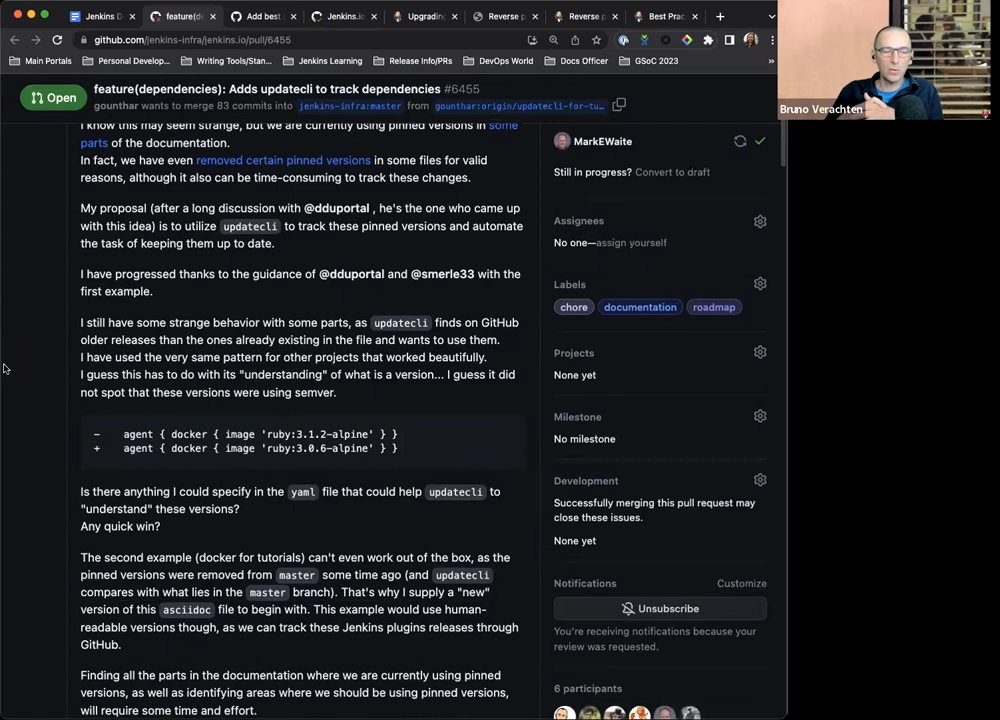 Jenkins D
feature(d
Add best
Jenkins.io
Upgrading
Reverse p
Reverse p
Best Prac
github.com/jenkins-infra/jenkins.io/pull/6455
Main Portals
Personal Develop...
Writing Tools/Stan...
Jenkins Learning
Release Info/PRs
DevOps World
Docs Officer
GSoC 2023
»
Bruno Verachten
Open
feature(dependencies): Adds updatecli to track dependencies #6455
gounthar wants to merge 83 commits into jenkins-infra:master from gounthar:origin/updatecli-for-tu...
I know this may seem strange, but we are currently using pinned versions in some
parts of the documentation.
In fact, we have even removed certain pinned versions in some files for valid
reasons, although it also can be time-consuming to track these changes.
My proposal (after a long discussion with @dduportal , he's the one who came up
with this idea) is to utilize updatecli to track these pinned versions and automate
the task of keeping them up to date.
I have progressed thanks to the guidance of @dduportal and @smerle33 with the
first example.
I still have some strange behavior with some parts, as updatecli finds on GitHub
older releases than the ones already existing in the file and wants to use them.
I have used the very same pattern for other projects that worked beautifully.
I guess this has to do with its "understanding" of what is a version... I guess it did
not spot that these versions were using semver.
- agent { docker { image 'ruby:3.1.2-alpine' } }
+ agent { docker { image 'ruby:3.0.6-alpine' } }
Is there anything I could specify in the yaml file that could help updatecli to
"understand" these versions?
Any quick win?
The second example (docker for tutorials) can't even work out of the box, as the
pinned versions were removed from master some time ago (and updatecli
compares with what lies in the master branch). That's why I supply a "new"
version of this asciidoc file to begin with. This example would use human-
readable versions though, as we can track these Jenkins plugins releases through
GitHub.
Finding all the parts in the documentation where we are currently using pinned
versions, as well as identifying areas where we should be using pinned versions,
will require some time and effort.
MarkEWaite
Still in progress? Convert to draft
Assignees
No one—assign yourself
Labels
chore
documentation
roadmap
Projects
None yet
Milestone
No milestone
Development
Successfully merging this pull request may
close these issues.
None yet
Notifications
Customize
Unsubscribe
You're receiving notifications because your
review was requested.
6 participants